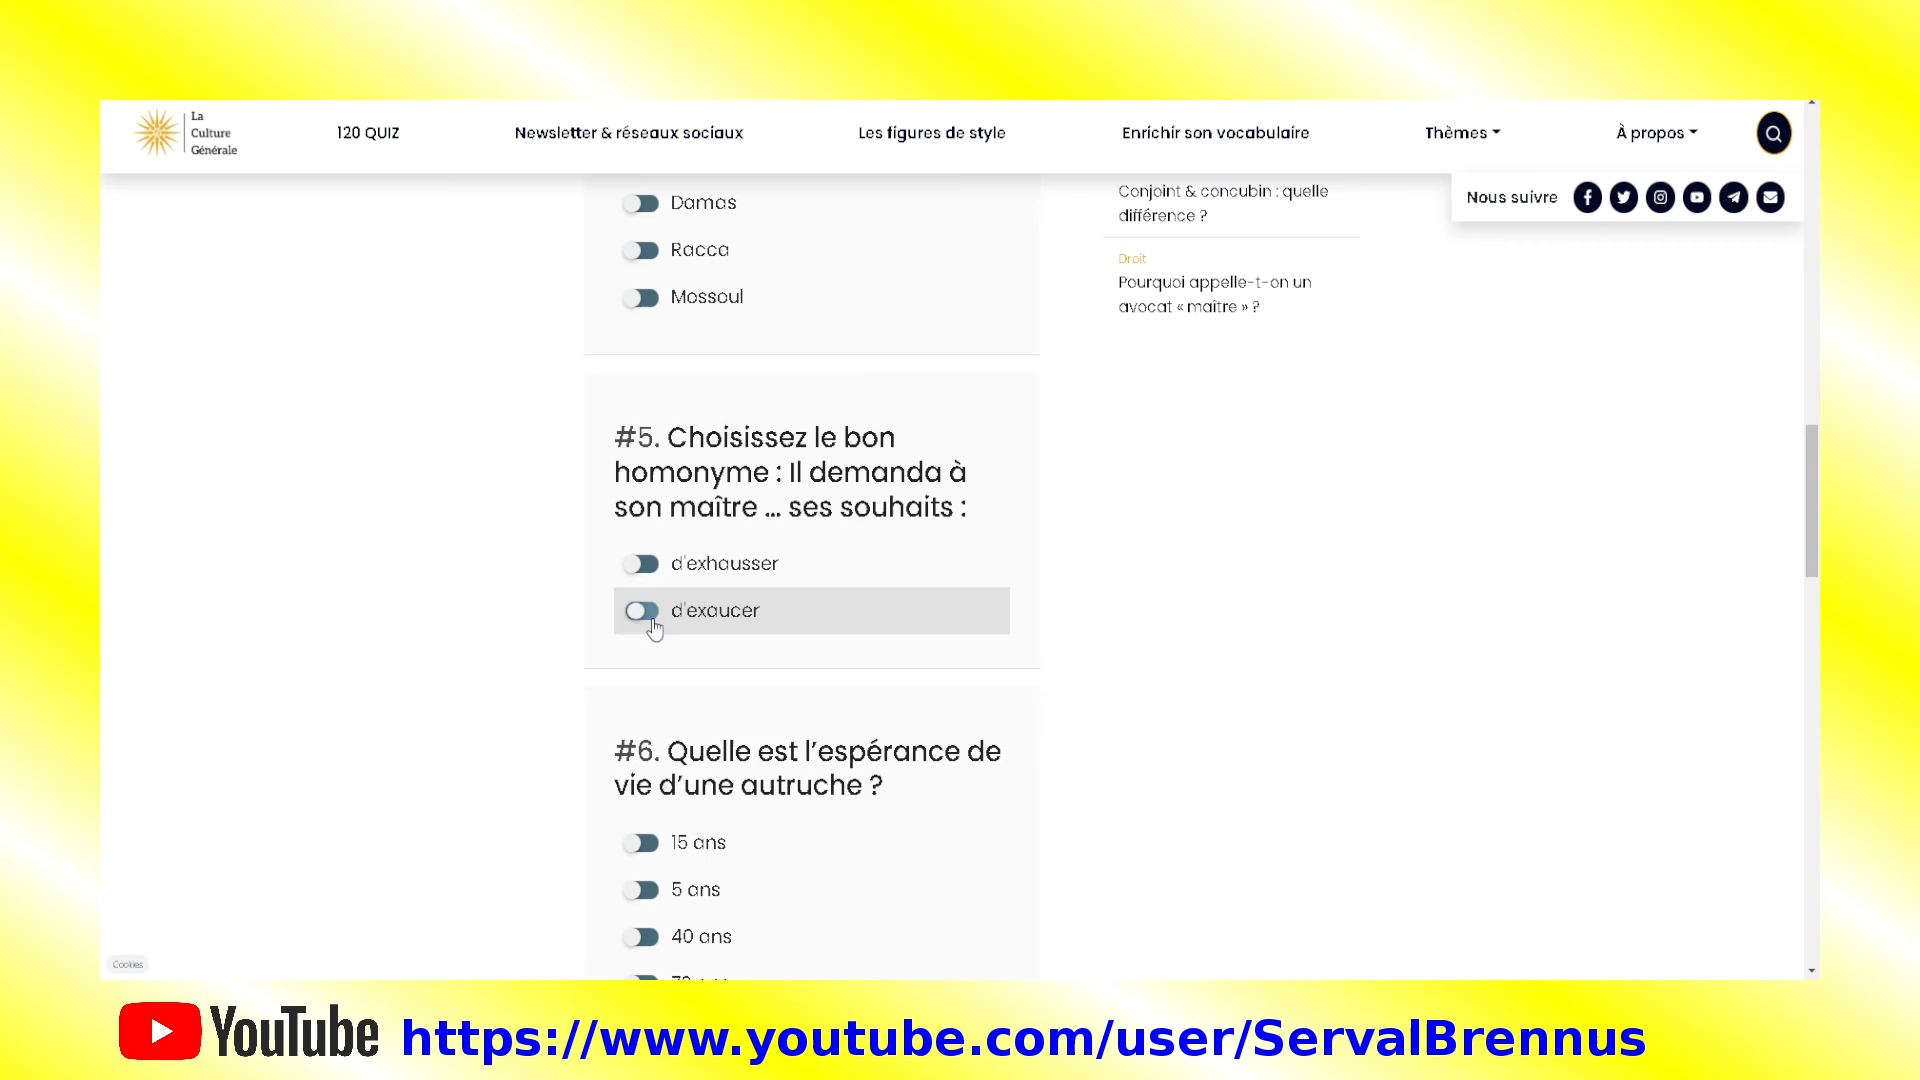 La
Culture
Générale
120 QUIZ
Newsletter & réseaux sociaux
Les figures de style
Enrichir son vocabulaire
Thèmes
À propos
Nous suivre
Damas
Racca
Mossoul
Conjoint & concubin : quelle
différence ?
Droit
Pourquoi appelle-t-on un
avocat « maître » ?
#5. Choisissez le bon
homonyme : Il demanda à
son maître ... ses souhaits :
d'exhausser
d'exaucer
#6. Quelle est l’espérance de
vie d’une autruche ?
15 ans
5 ans
40 ans
Cookies
YouTube https://www.youtube.com/user/ServalBrennus